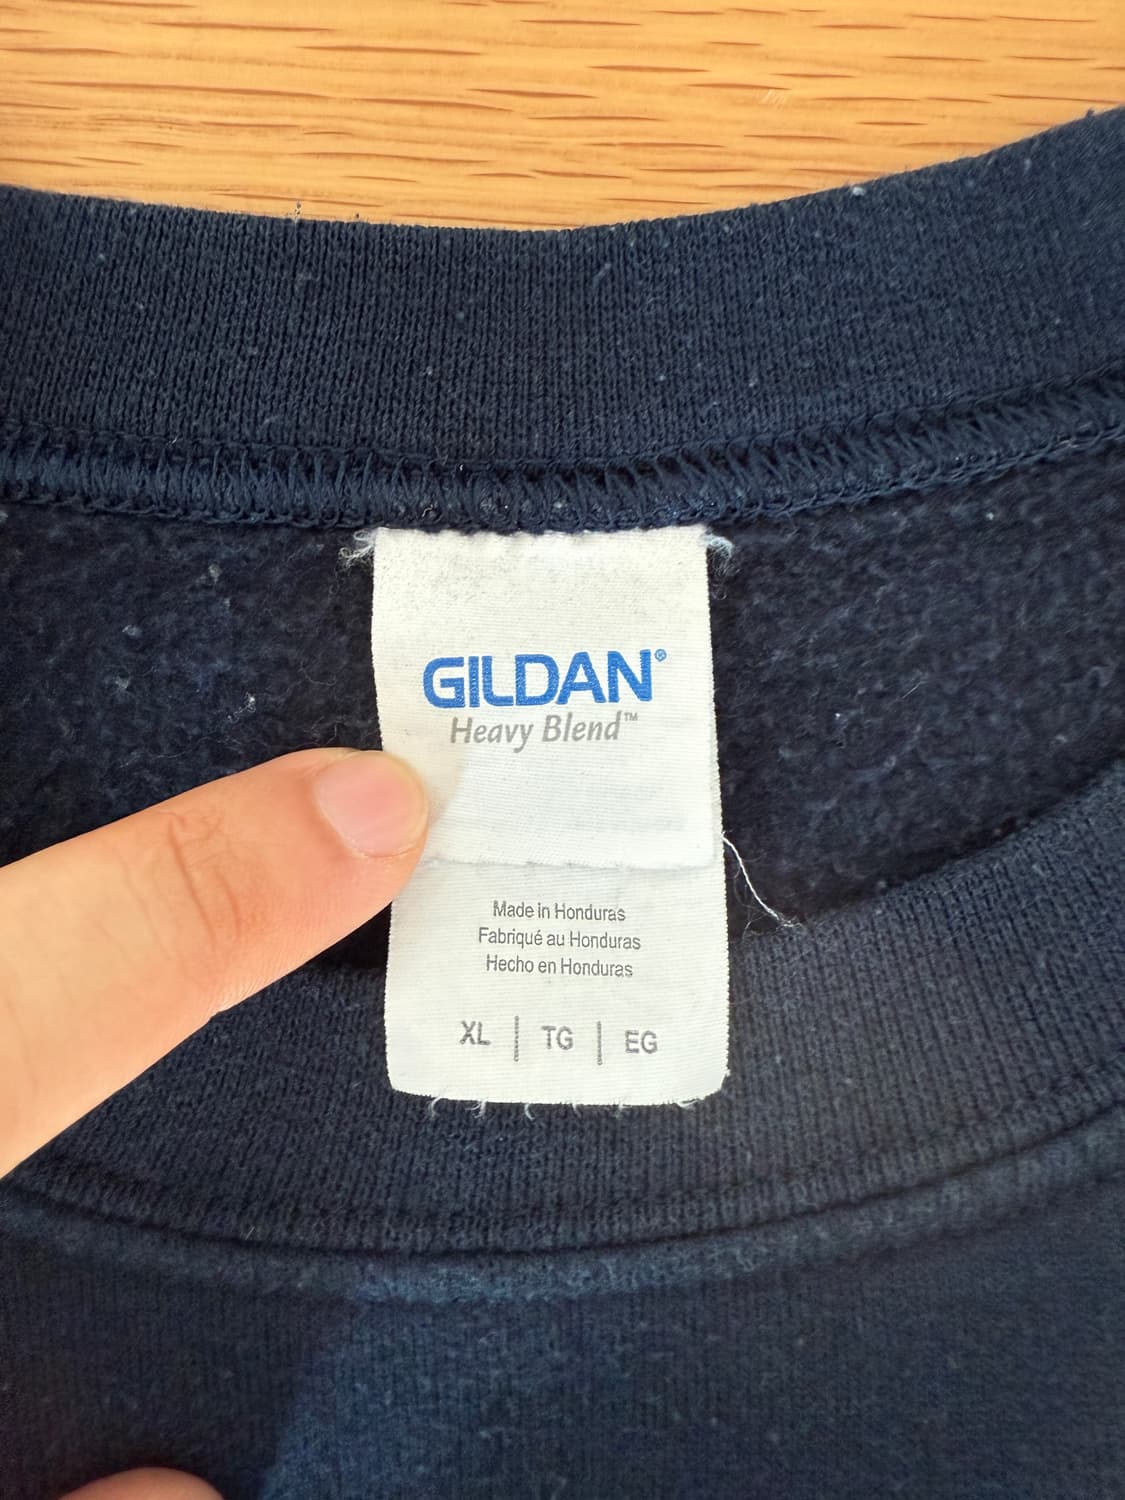 GILDAN®
Heavy Blend™
Made in Honduras
Fabriqué au Honduras
Hecho en Honduras
XL | TG | EG